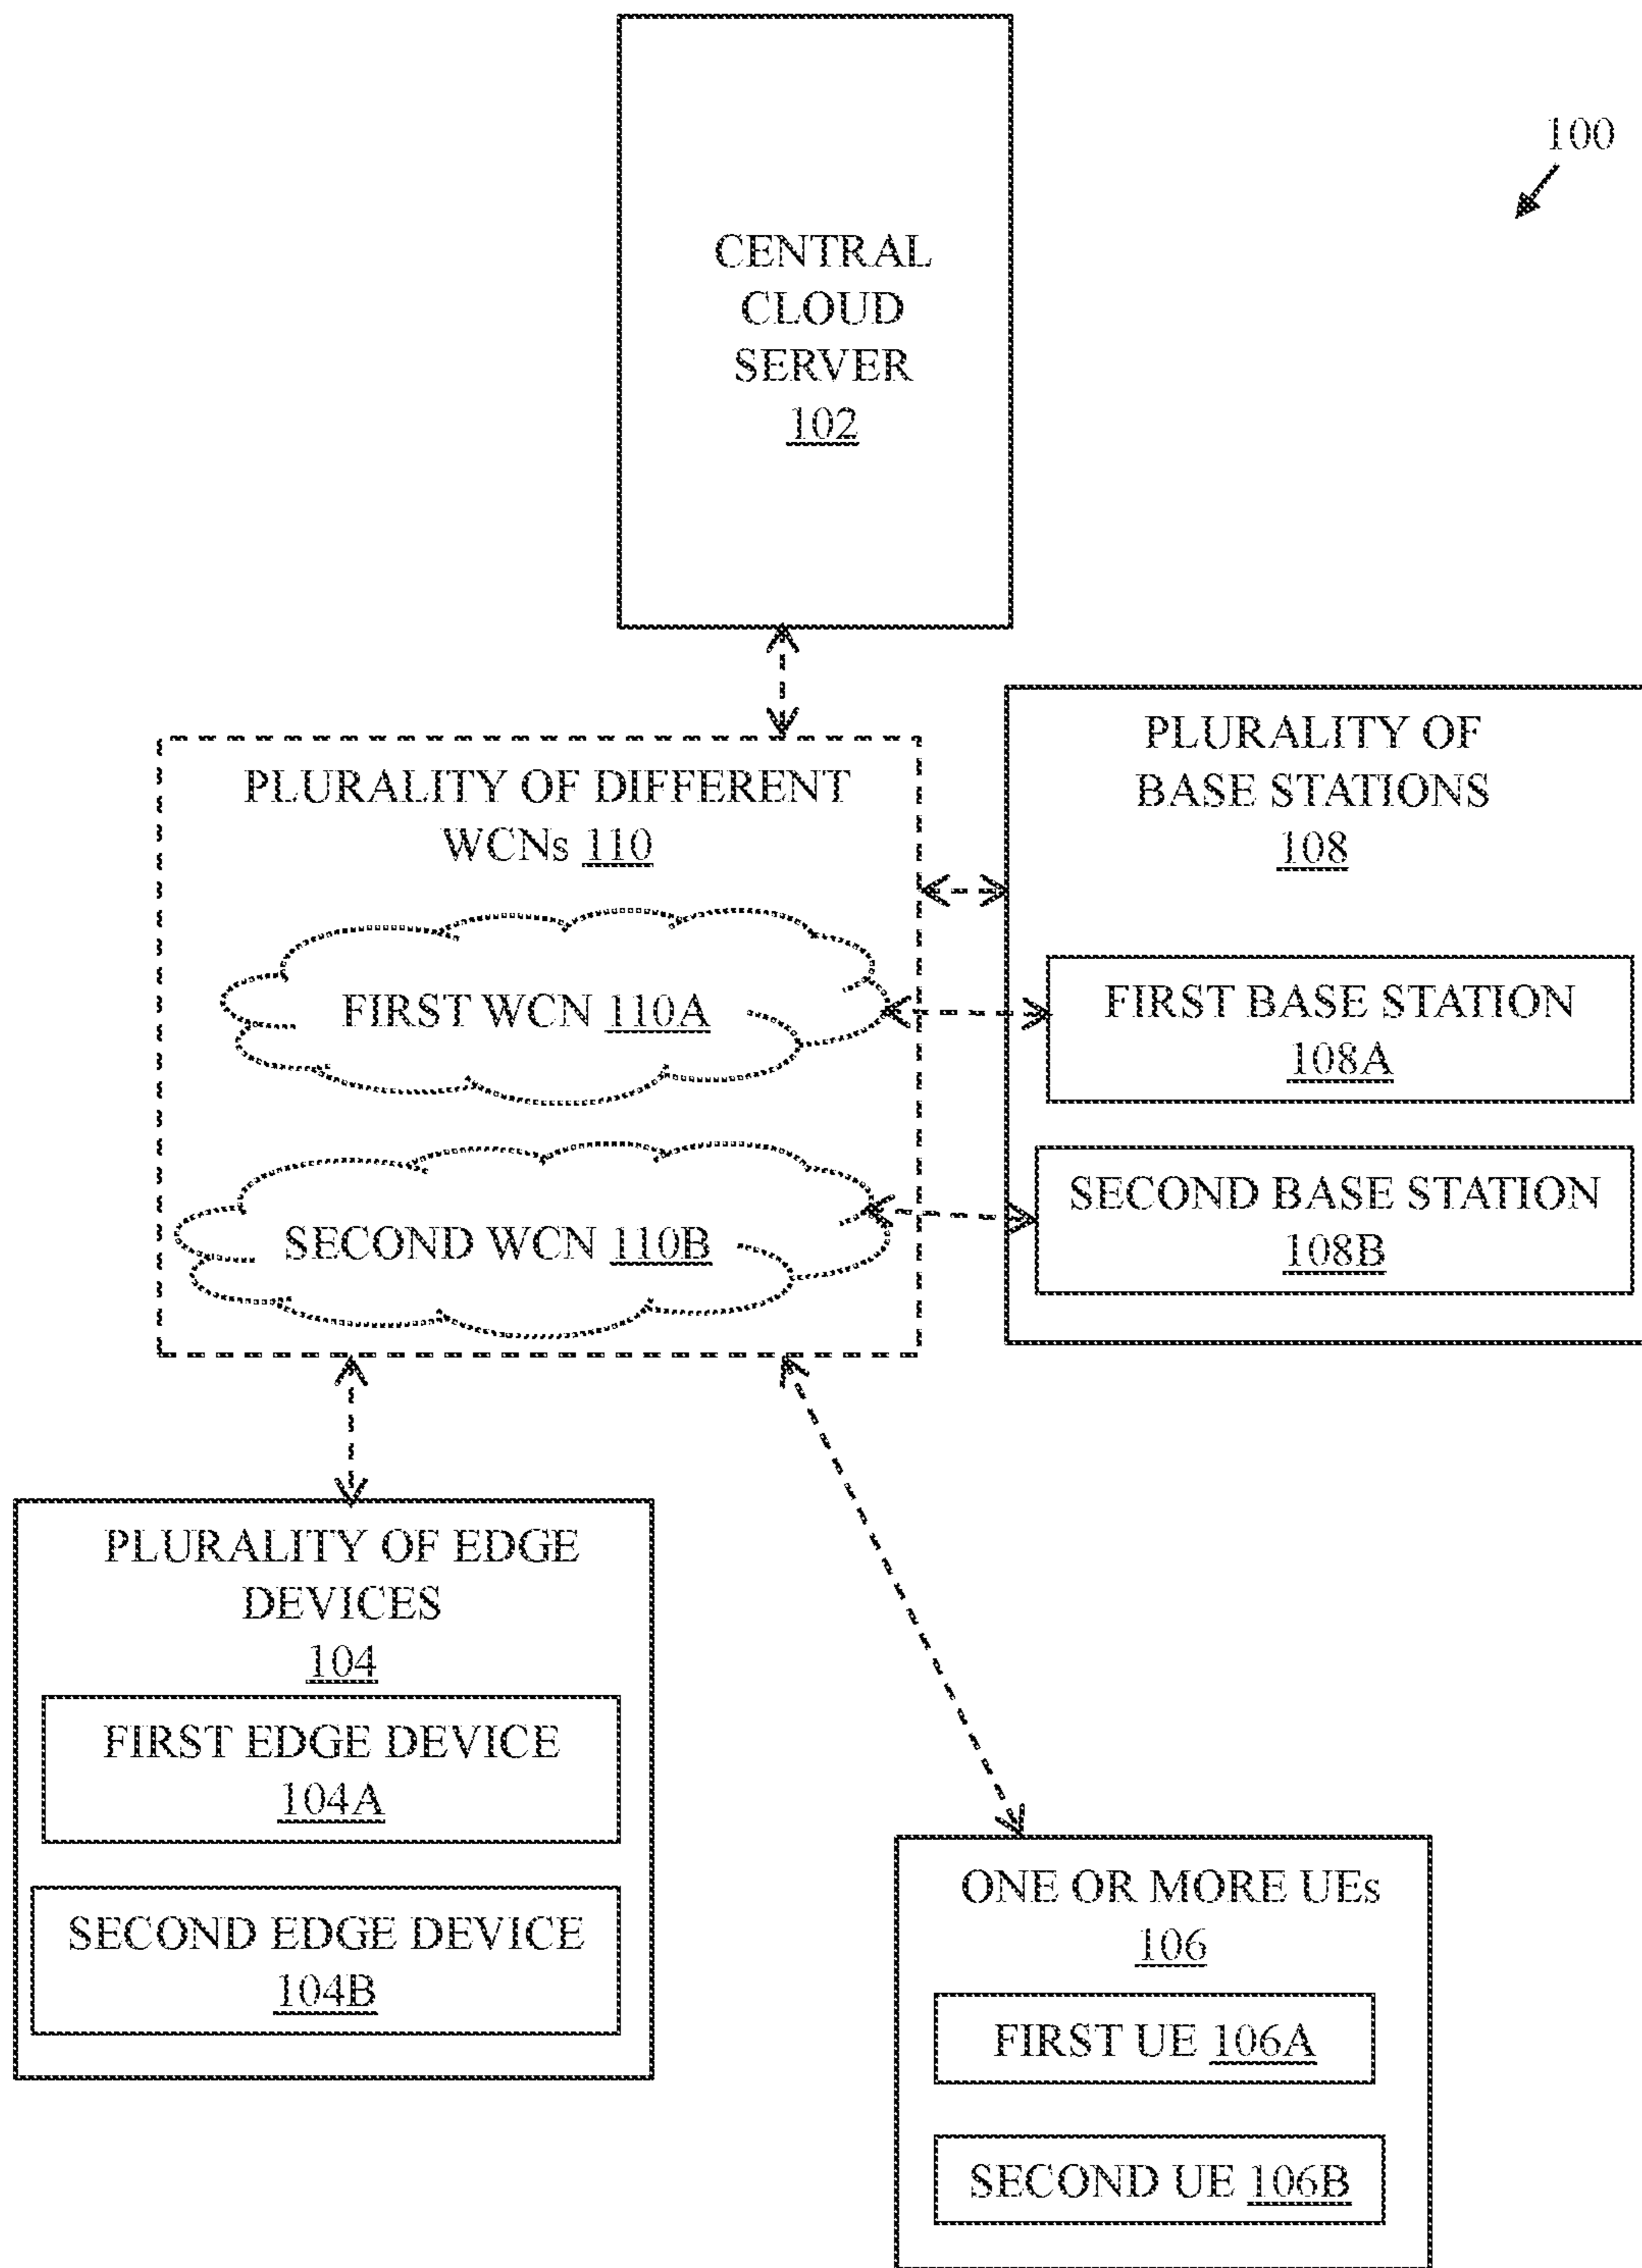 100
CENTRAL
CLOUD
SERVER
102
PLURALITY OF DIFFERENT
WCNs 110
FIRST WCN 110A
SECOND WCN 110B
PLURALITY OF
BASE STATIONS
108
FIRST BASE STATION
108A
SECOND BASE STATION
108B
PLURALITY OF EDGE
DEVICES
104
FIRST EDGE DEVICE
104A
SECOND EDGE DEVICE
104B
ONE OR MORE UEs
106
FIRST UE 106A
SECOND UE 106B